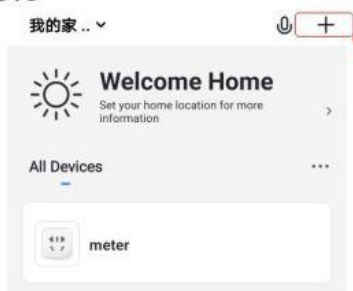 我的家 ..
Welcome Home
Set your home location for more
information
All Devices
meter